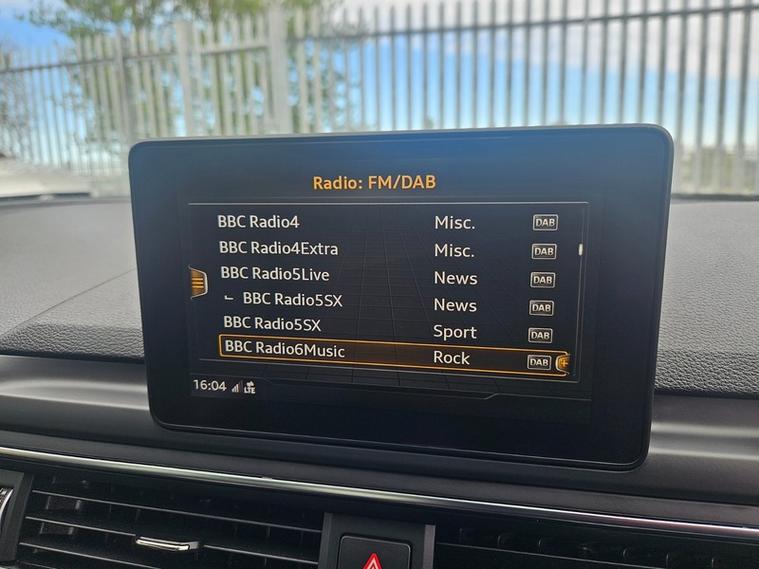 Radio: FM/DAB
BBC Radio4 Misc. DAB
BBC Radio4Extra Misc. DAB
BBC Radio5Live News DAB
BBC Radio5SX News DAB
BBC Radio5SX Sport DAB
BBC Radio6Music Rock DAB
16:04 LTE